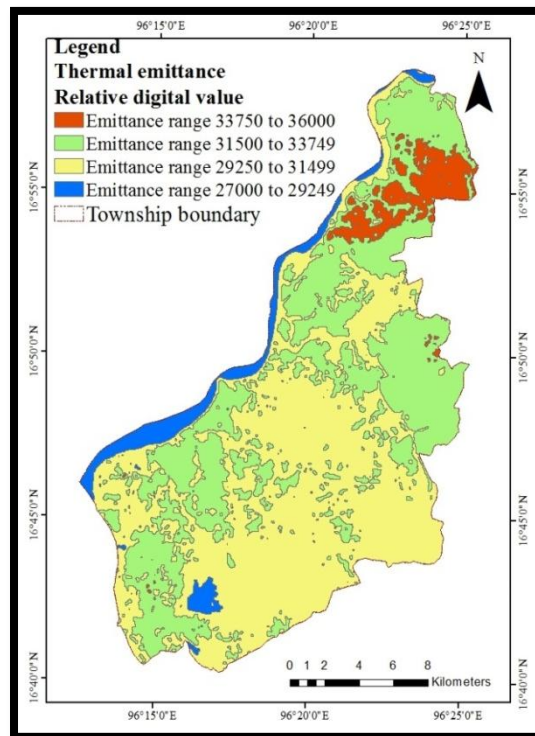 96°15'0"E 96°20'0"E 96°25'0"E
Legend
Thermal emittance
Relative digital value
Emittance range 33750 to 36000
Emittance range 31500 to 33749
Emittance range 29250 to 31499
Emittance range 27000 to 29249
Township boundary
N
16°55'0"N 16°55'0"N
16°50'0"N 16°50'0"N
16°45'0"N 16°45'0"N
16°40'0"N 16°40'0"N
0 1 2 4 6 8
Kilometers
96°15'0"E 96°20'0"E 96°25'0"E